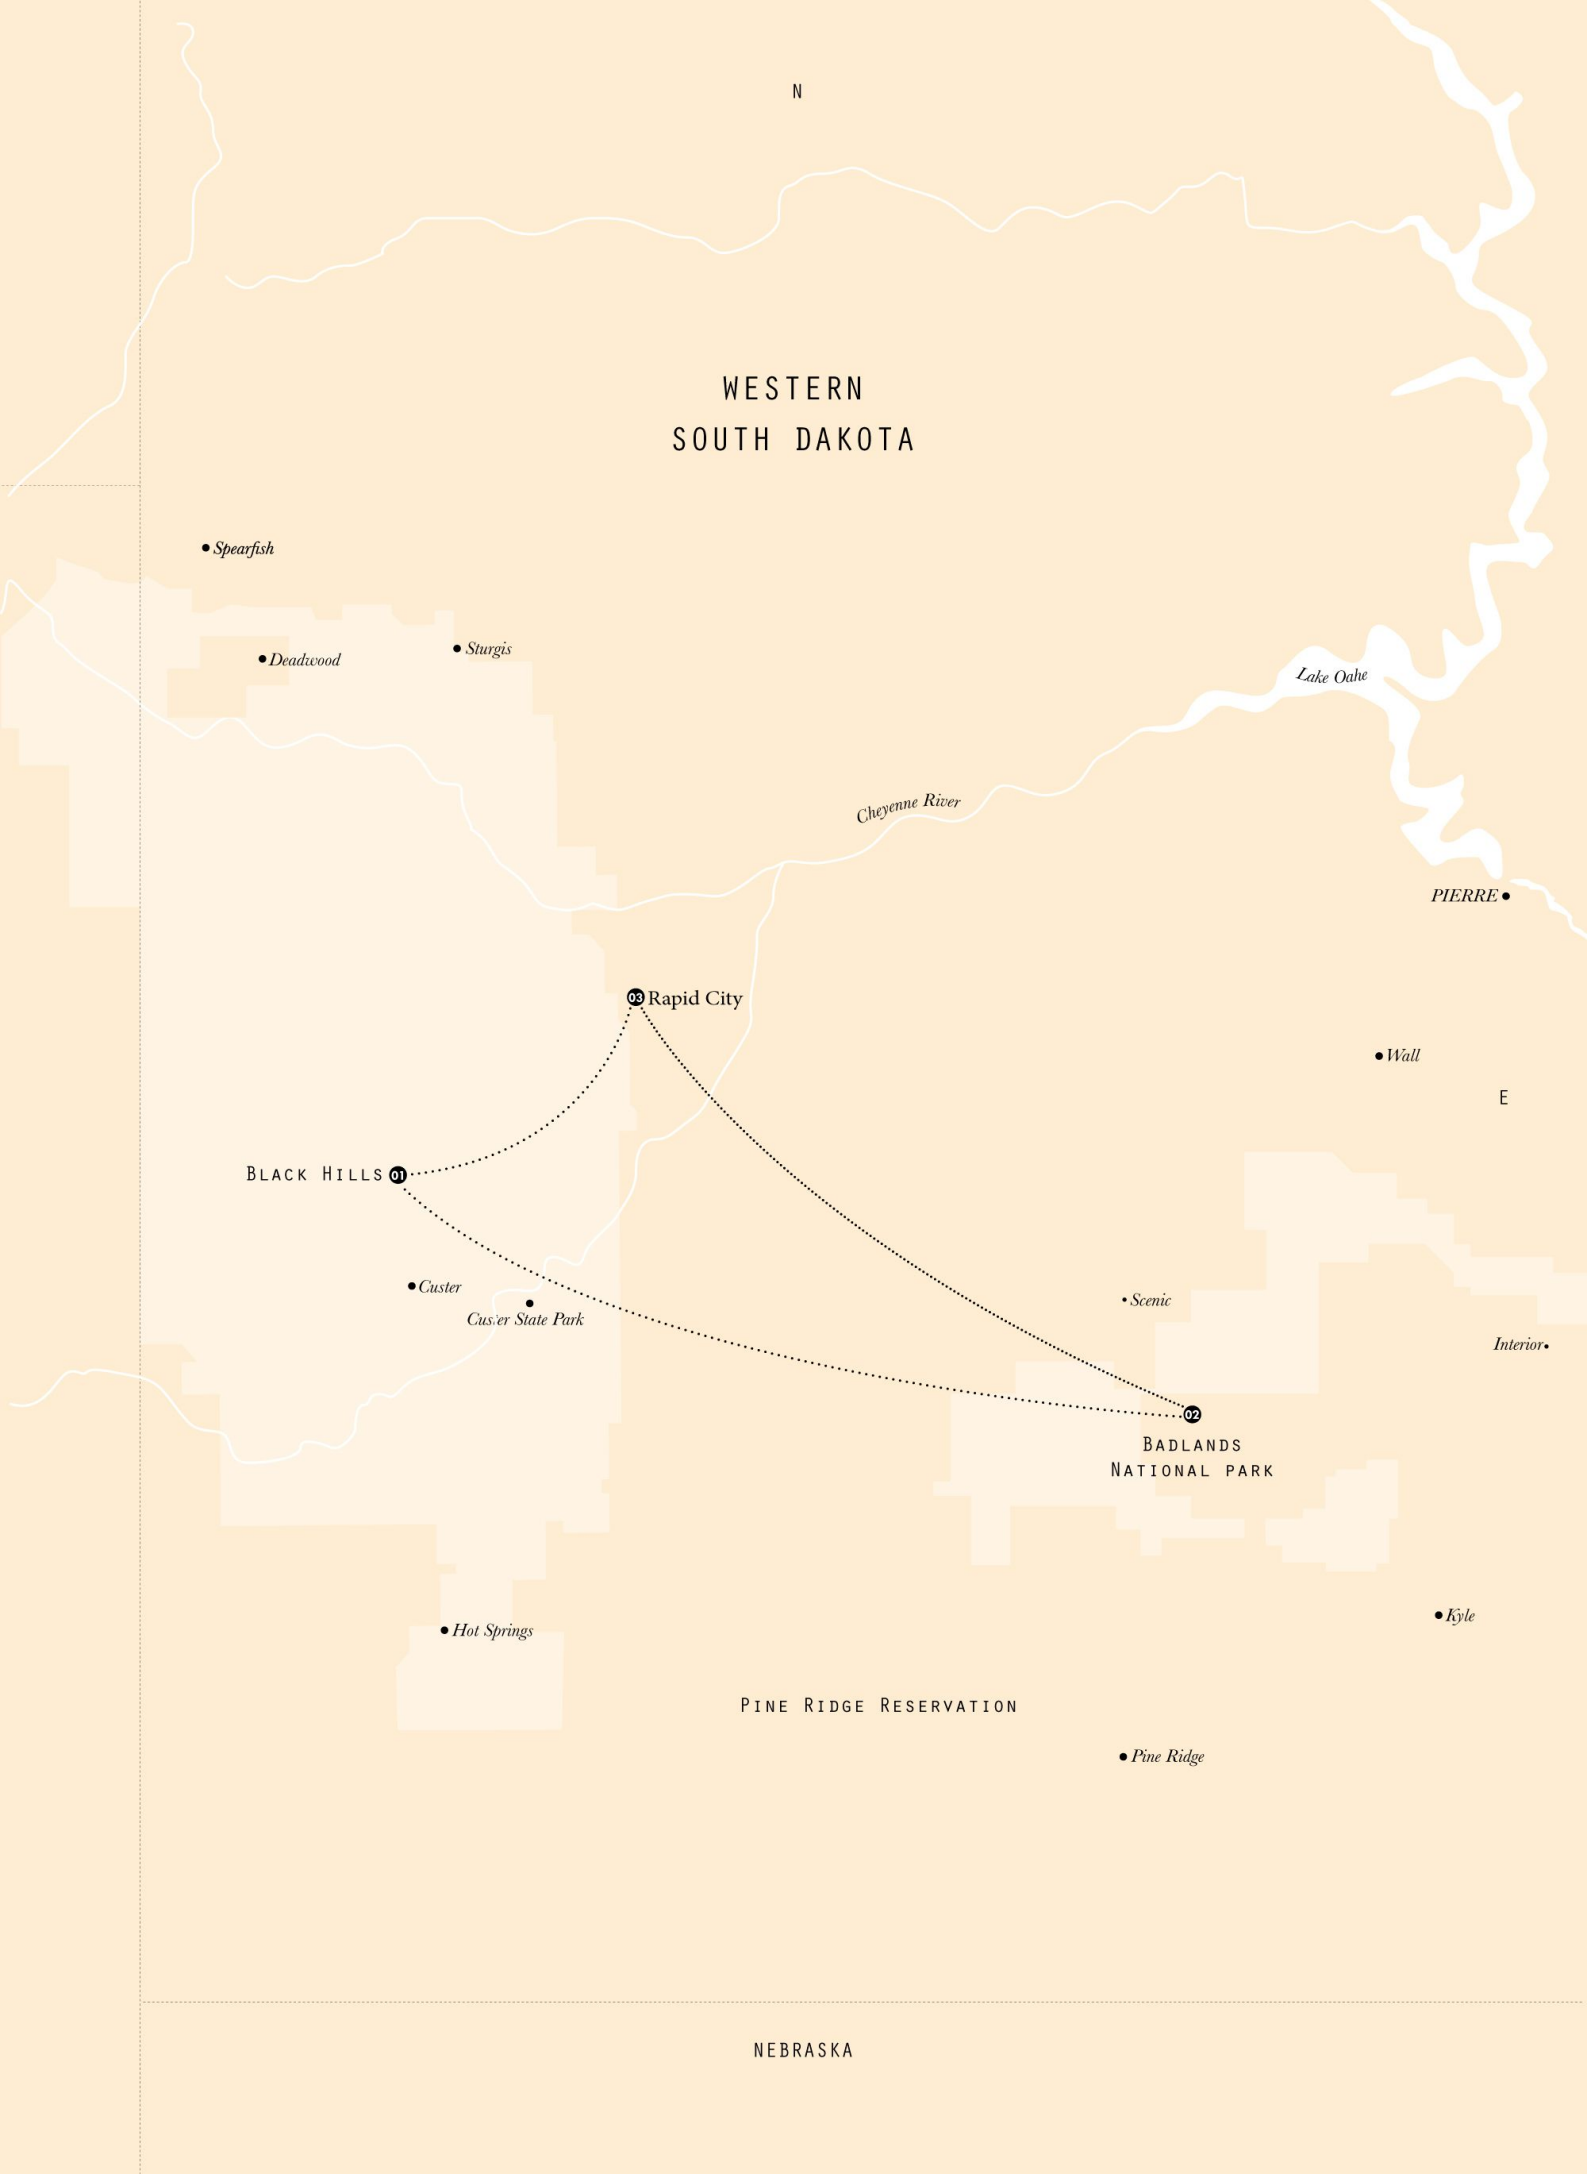 N
WESTERN
SOUTH DAKOTA
Spearfish
Deadwood
Sturgis
Lake Oahe
Cheyenne River
PIERRE
03 Rapid City
Wall
E
BLACK HILLS 01
Custer
Custer State Park
Scenic
Interior
02
BADLANDS
NATIONAL PARK
Hot Springs
Kyle
PINE RIDGE RESERVATION
Pine Ridge
NEBRASKA